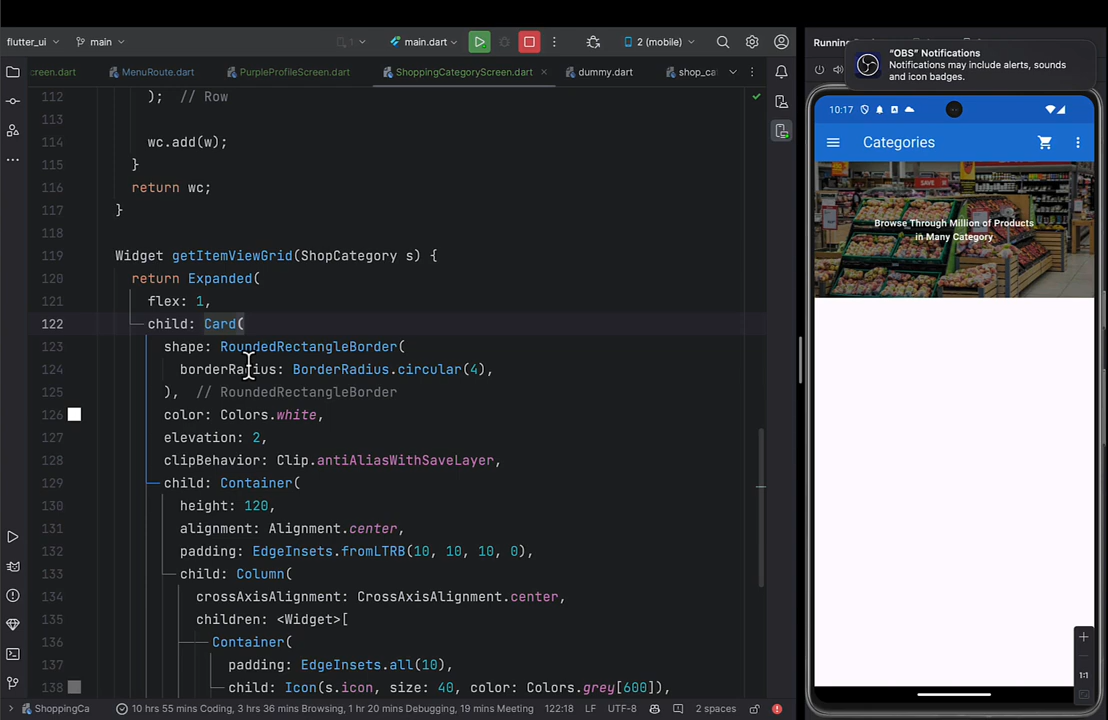 flutter_ui
main
1
main.dart
2 (mobile)
Running
creen.dart
MenuRoute.dart
PurpleProfileScreen.dart
ShoppingCategoryScreen.dart
dummy.dart
shop_ca
“OBS” Notifications
Notifications may include alerts, sounds
and icon badges.
112 ); // Row
113
114 wc.add(w);
115 }
116 return wc;
117 }
118
119 Widget getItemViewGrid(ShopCategory s) {
120 return Expanded(
121 flex: 1,
122 child: Card(
123 shape: RoundedRectangleBorder(
124 borderRadius: BorderRadius.circular(4),
125 ), // RoundedRectangleBorder
126 color: Colors.white,
127 elevation: 2,
128 clipBehavior: Clip.antiAliasWithSaveLayer,
129 child: Container(
130 height: 120,
131 alignment: Alignment.center,
132 padding: EdgeInsets.fromLTRB(10, 10, 10, 0),
133 child: Column(
134 crossAxisAlignment: CrossAxisAlignment.center,
135 children: <Widget>[
136 Container(
137 padding: EdgeInsets.all(10),
138 child: Icon(s.icon, size: 40, color: Colors.grey[600]),
10:17
Categories
SAVE
Browse Through Million of Products
in Many Category
1:1
ShoppingCa
10 hrs 55 mins Coding, 3 hrs 36 mins Browsing, 1 hr 20 mins Debugging, 19 mins Meeting
122:18
LF
UTF-8
2 spaces